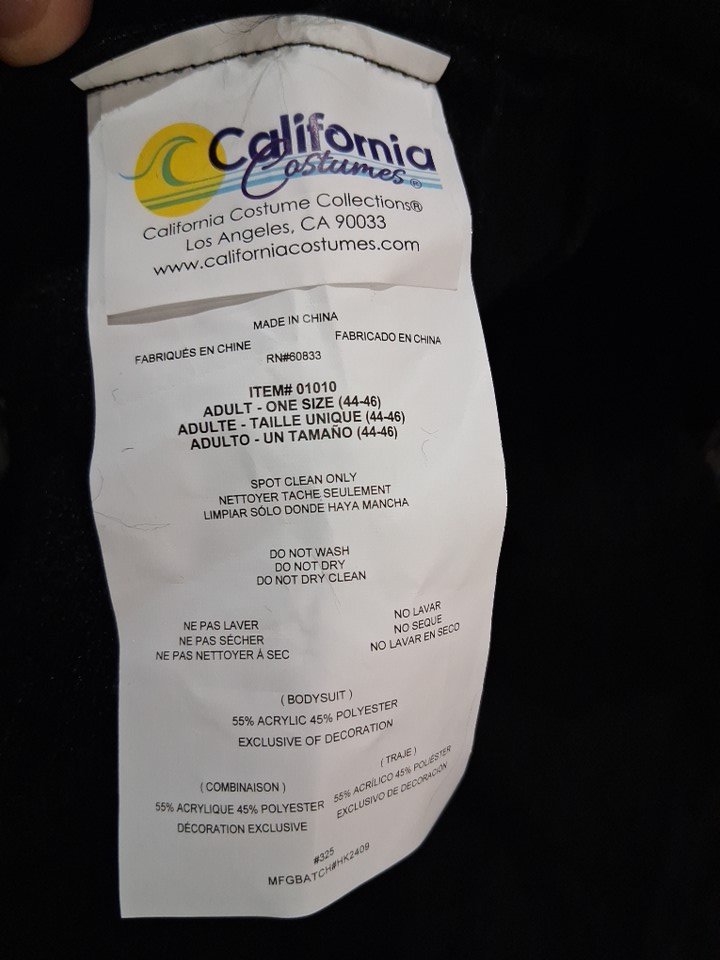 California
Costumes®
California Costume Collections®
Los Angeles, CA 90033
www.californiacostumes.com
MADE IN CHINA
FABRIQUÉS EN CHINE
FABRICADO EN CHINA
RN#60833
ITEM# 01010
ADULT - ONE SIZE (44-46)
ADULTE - TAILLE UNIQUE (44-46)
ADULTO - UN TAMAÑO (44-46)
SPOT CLEAN ONLY
NETTOYER TACHE SEULEMENT
LIMPIAR SÓLO DONDE HAYA MANCHA
DO NOT WASH
DO NOT DRY
DO NOT DRY CLEAN
NE PAS LAVER
NE PAS SÉCHER
NE PAS NETTOYER À SEC
NO LAVAR
NO SEQUE
NO LAVAR EN SECO
( BODYSUIT )
55% ACRYLIC 45% POLYESTER
EXCLUSIVE OF DECORATION
( COMBINAISON )
55% ACRYLIQUE 45% POLYESTER
DÉCORATION EXCLUSIVE
( TRAJE )
55% ACRÍLICO 45% POLIÉSTER
EXCLUSIVO DE DECORACIÓN
#325
MFGBATCH#HK2409